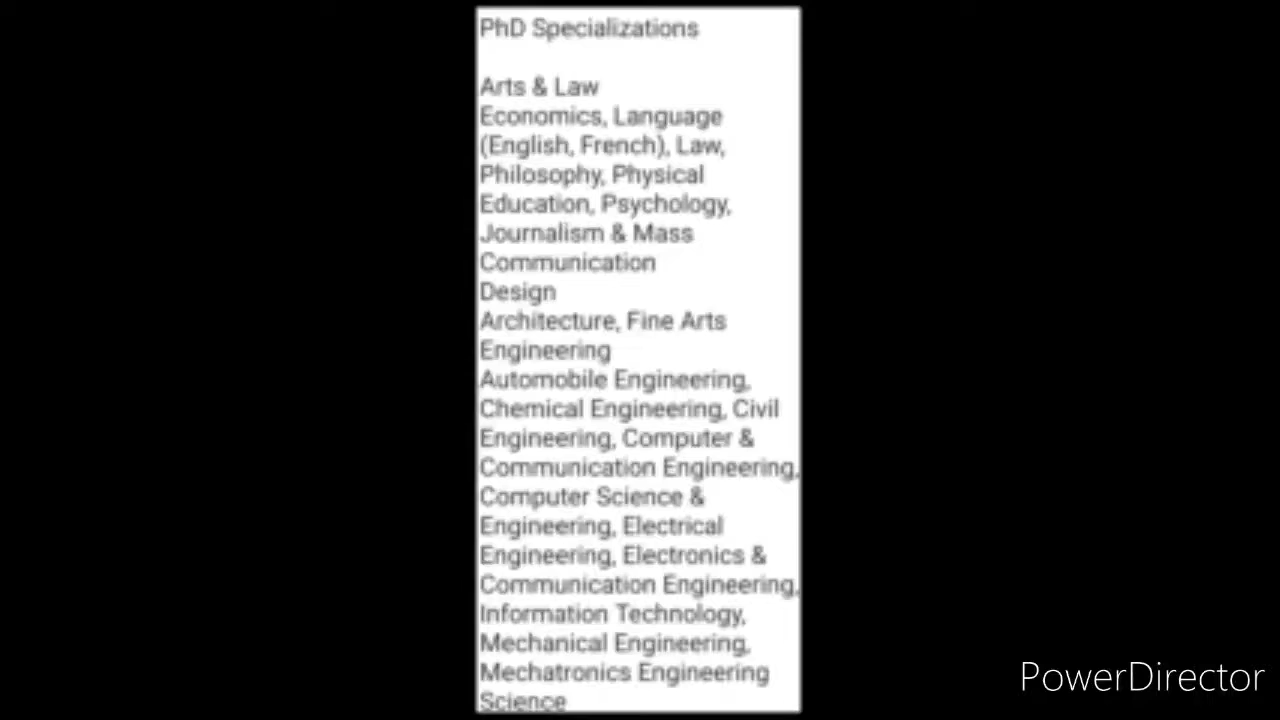 PhD Specializations
Arts & Law
Economics, Language
(English, French), Law,
Philosophy, Physical
Education, Psychology,
Journalism & Mass
Communication
Design
Architecture, Fine Arts
Engineering
Automobile Engineering,
Chemical Engineering, Civil
Engineering, Computer &
Communication Engineering,
Computer Science &
Engineering, Electrical
Engineering, Electronics &
Communication Engineering,
Information Technology,
Mechanical Engineering,
Mechatronics Engineering
Science
PowerDirector